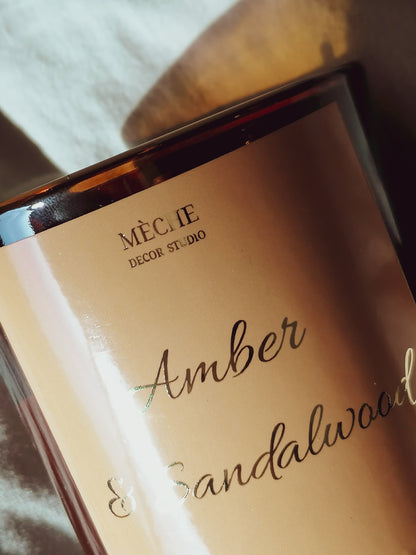 MÈCHE
DECOR STUDIO
Amber
& Sandalwood